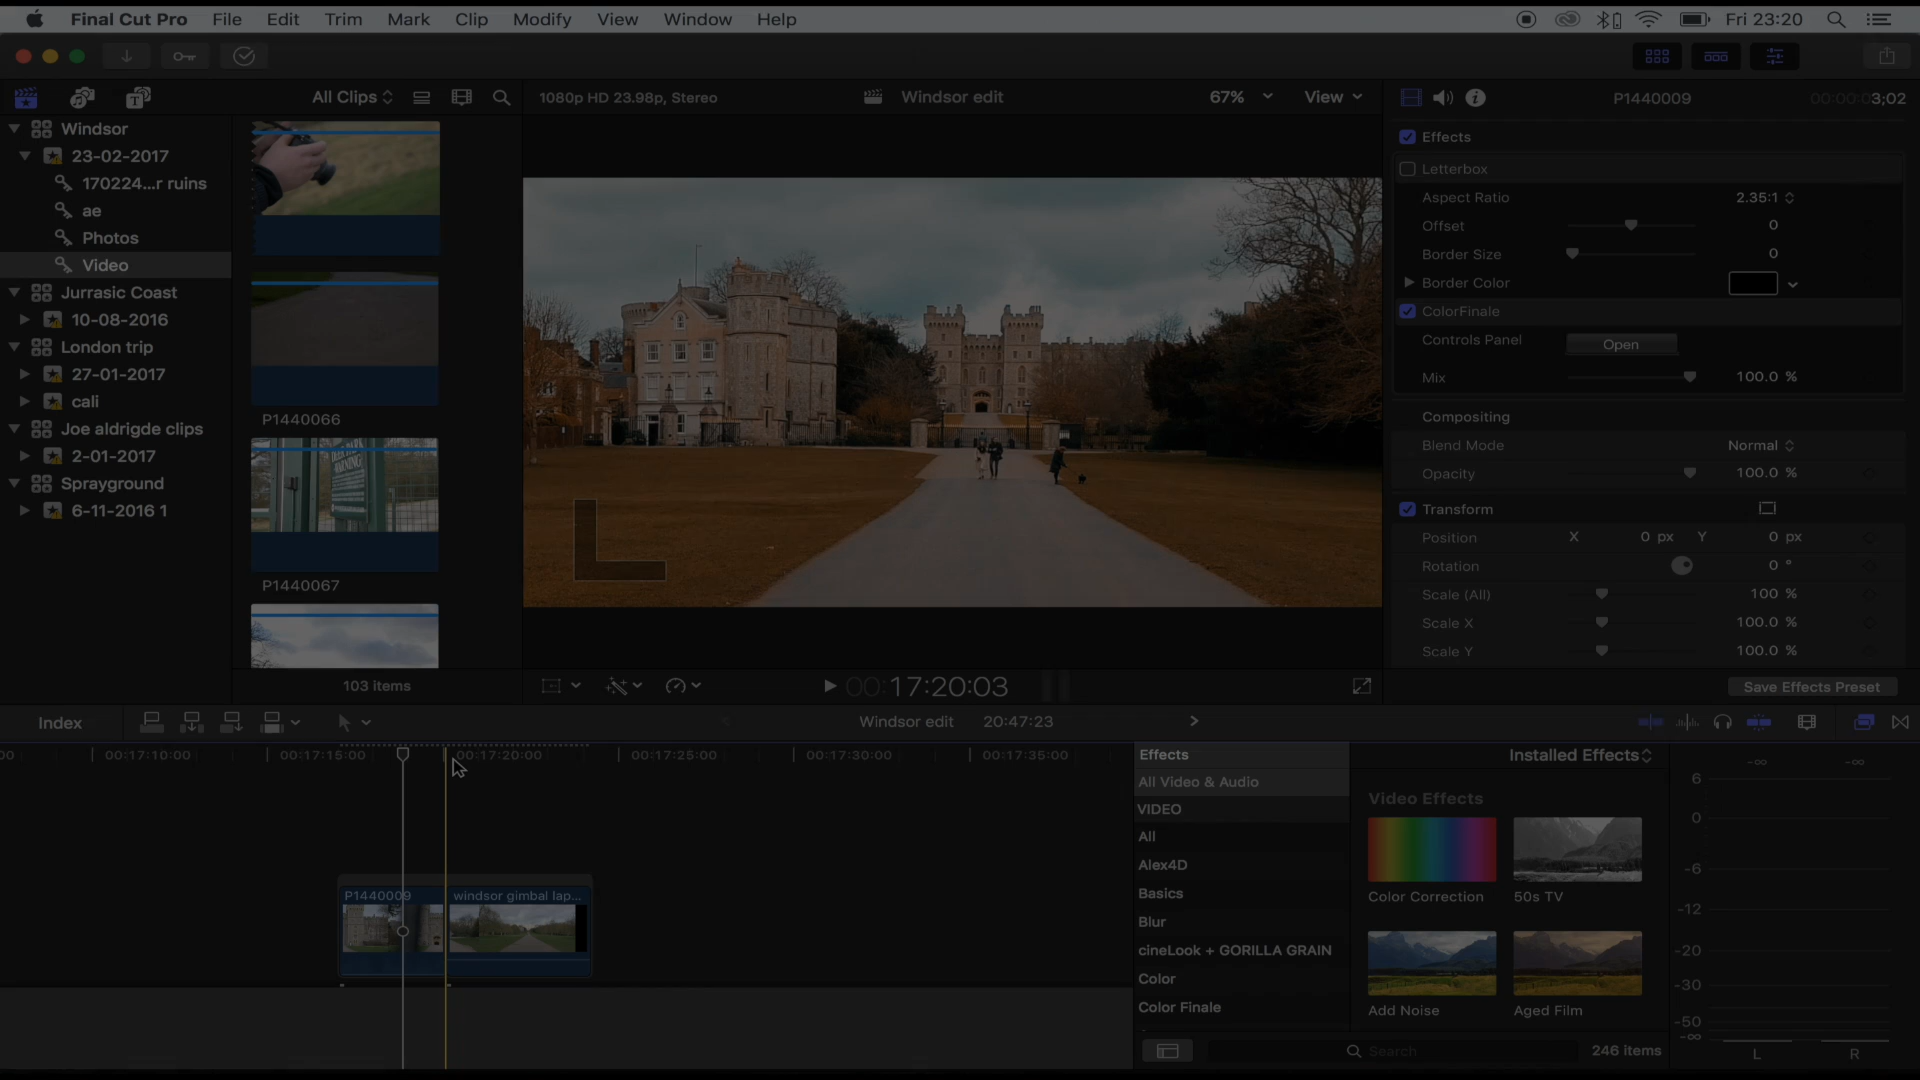 Final Cut Pro File Edit Trim Mark Clip Modify View Window Help Fri 23:20
All Clips 1080p HD 23.98p, Stereo Windsor edit 67% View P1440009 00:00:03;02
Windsor
23-02-2017
170224...r ruins
ae
Photos
Video
Jurrasic Coast
10-08-2016
London trip
27-01-2017
cali
Joe aldrigde clips
2-01-2017
Sprayground
6-11-2016 1
P1440066
P1440067
103 items
00:17:20:03
Effects
Letterbox
Aspect Ratio 2.35:1
Offset 0
Border Size 0
Border Color
ColorFinale
Controls Panel Open
Mix 100.0 %
Compositing
Blend Mode Normal
Opacity 100.0 %
Transform
Position X 0 px Y 0 px
Rotation 0 °
Scale (All) 100 %
Scale X 100.0 %
Scale Y 100.0 %
Save Effects Preset
Index Windsor edit 20:47:23
00:17:10:00 00:17:15:00 00:17:20:00 00:17:25:00 00:17:30:00 00:17:35:00
P1440009 windsor gimbal lap...
Effects Installed Effects
All Video & Audio
VIDEO
All
Alex4D
Basics
Blur
cineLook + GORILLA GRAIN
Color
Color Finale
Video Effects
Color Correction 50s TV
Add Noise Aged Film
Search 246 items
-∞ -∞
6
0
-6
-12
-20
-30
-50
-∞
L R